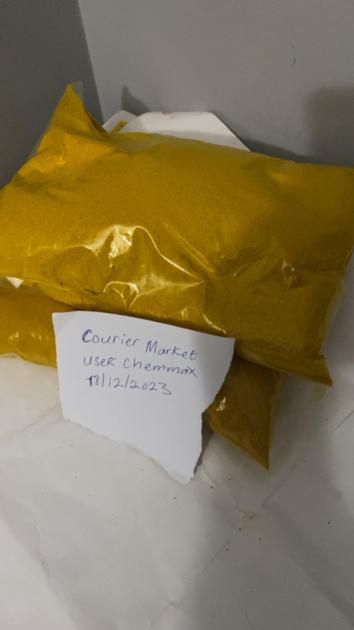 Courier Market
user: chemmax
18/12/2023